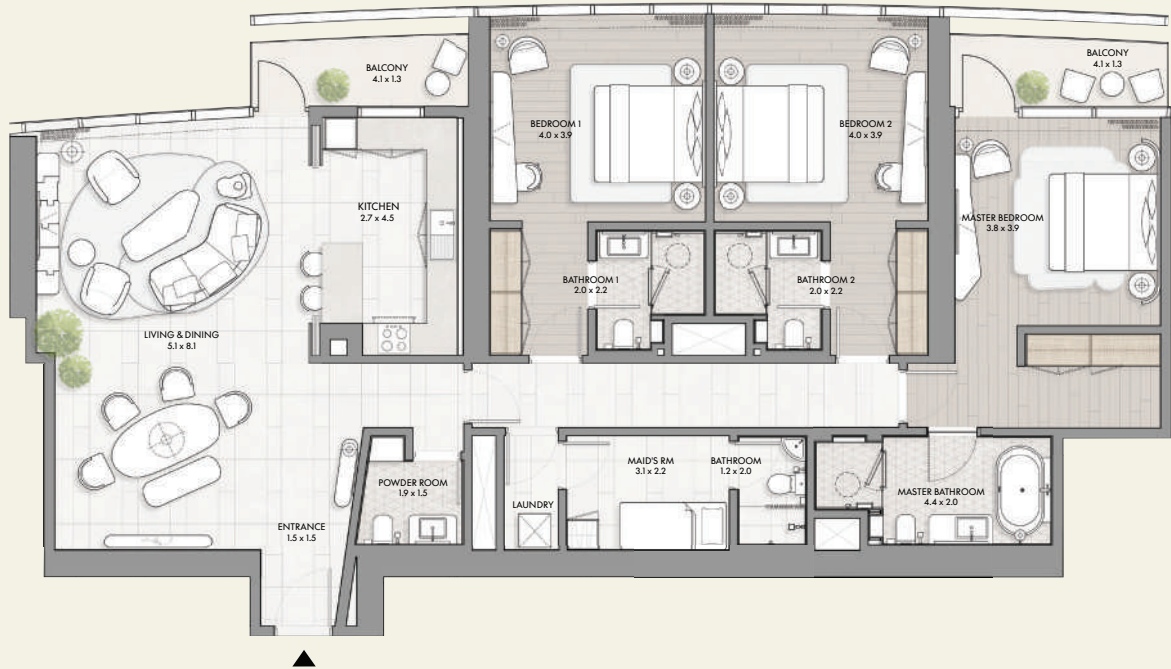 BALCONY
4.1 x 1.3
BALCONY
4.1 x 1.3
BEDROOM 1
4.0 x 3.9
BEDROOM 2
4.0 x 3.9
KITCHEN
2.7 x 4.5
MASTER BEDROOM
3.8 x 3.9
BATHROOM 1
2.0 x 2.2
BATHROOM 2
2.0 x 2.2
LIVING & DINING
5.1 x 8.1
POWDER ROOM
1.9 x 1.5
MAID'S RM
3.1 x 2.2
BATHROOM
1.2 x 2.0
MASTER BATHROOM
4.4 x 2.0
LAUNDRY
ENTRANCE
1.5 x 1.5